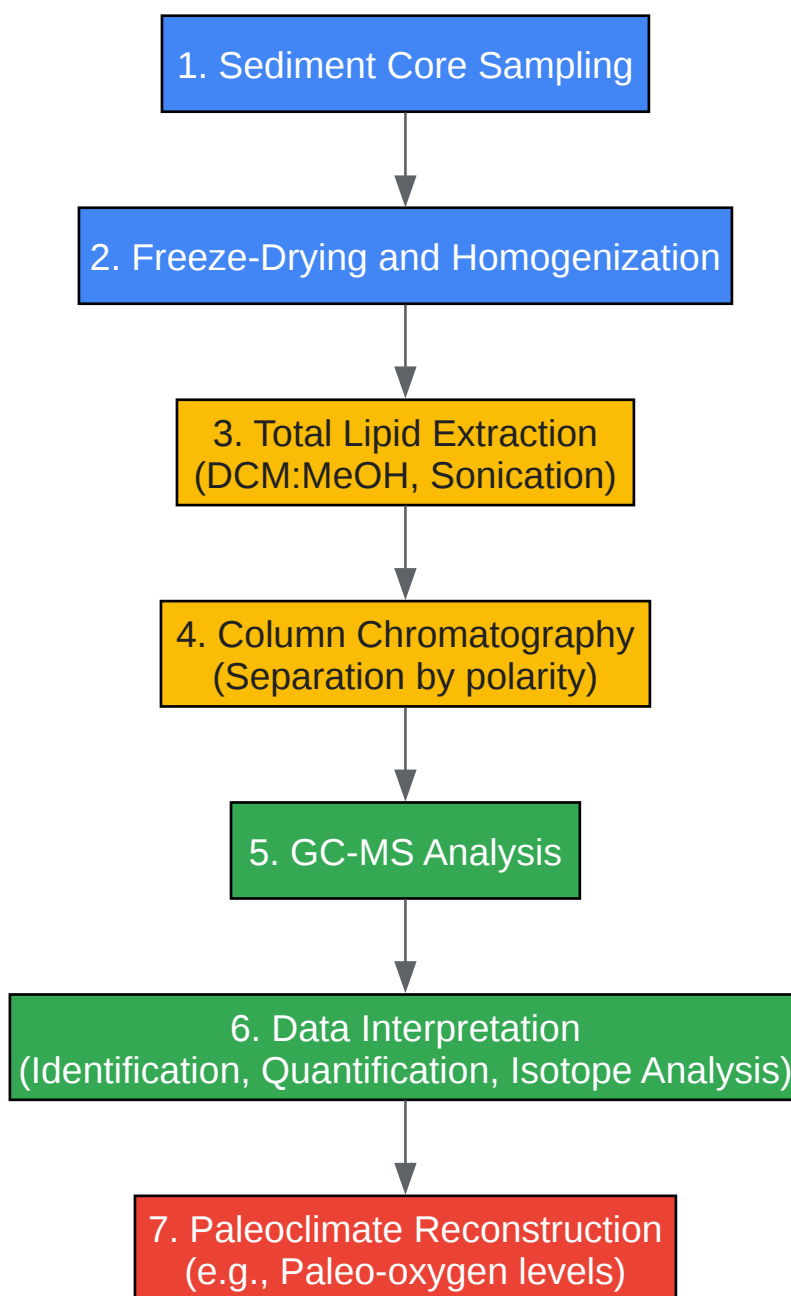 1. Sediment Core Sampling
2. Freeze-Drying and Homogenization
3. Total Lipid Extraction
(DCM:MeOH, Sonication)
4. Column Chromatography
(Separation by polarity)
5. GC-MS Analysis
6. Data Interpretation
(Identification, Quantification, Isotope Analysis)
7. Paleoclimate Reconstruction
(e.g., Paleo-oxygen levels)